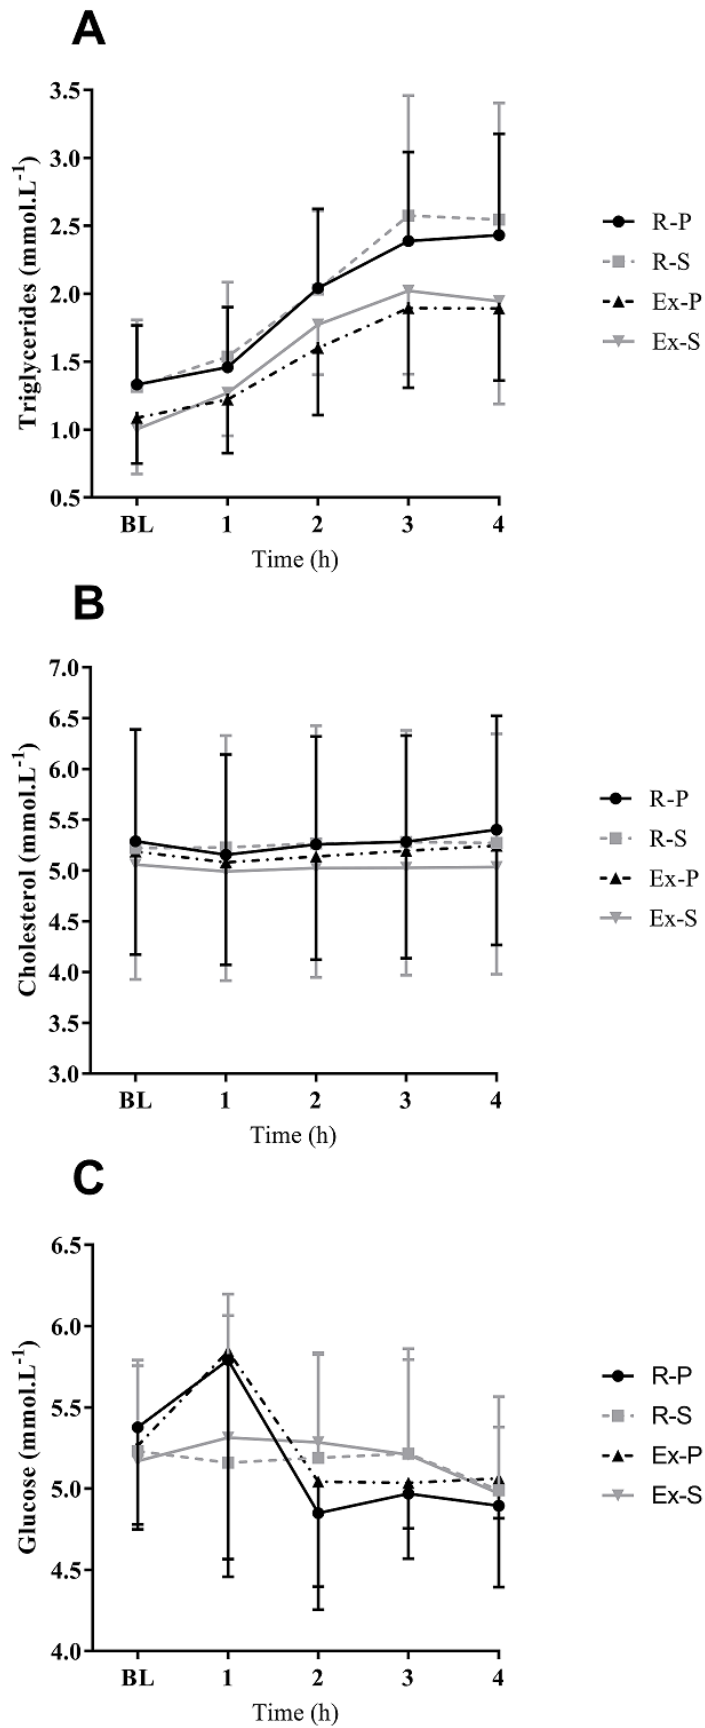 A
Triglycerides (mmol.L-1)
3.5
3.0
2.5
2.0
1.5
1.0
0.5
BL 1 2 3 4
Time (h)
R-P
R-S
Ex-P
Ex-S
B
Cholesterol (mmol.L-1)
7.0
6.5
6.0
5.5
5.0
4.5
4.0
3.5
3.0
BL 1 2 3 4
Time (h)
R-P
R-S
Ex-P
Ex-S
C
Glucose (mmol.L-1)
6.5
6.0
5.5
5.0
4.5
4.0
BL 1 2 3 4
Time (h)
R-P
R-S
Ex-P
Ex-S